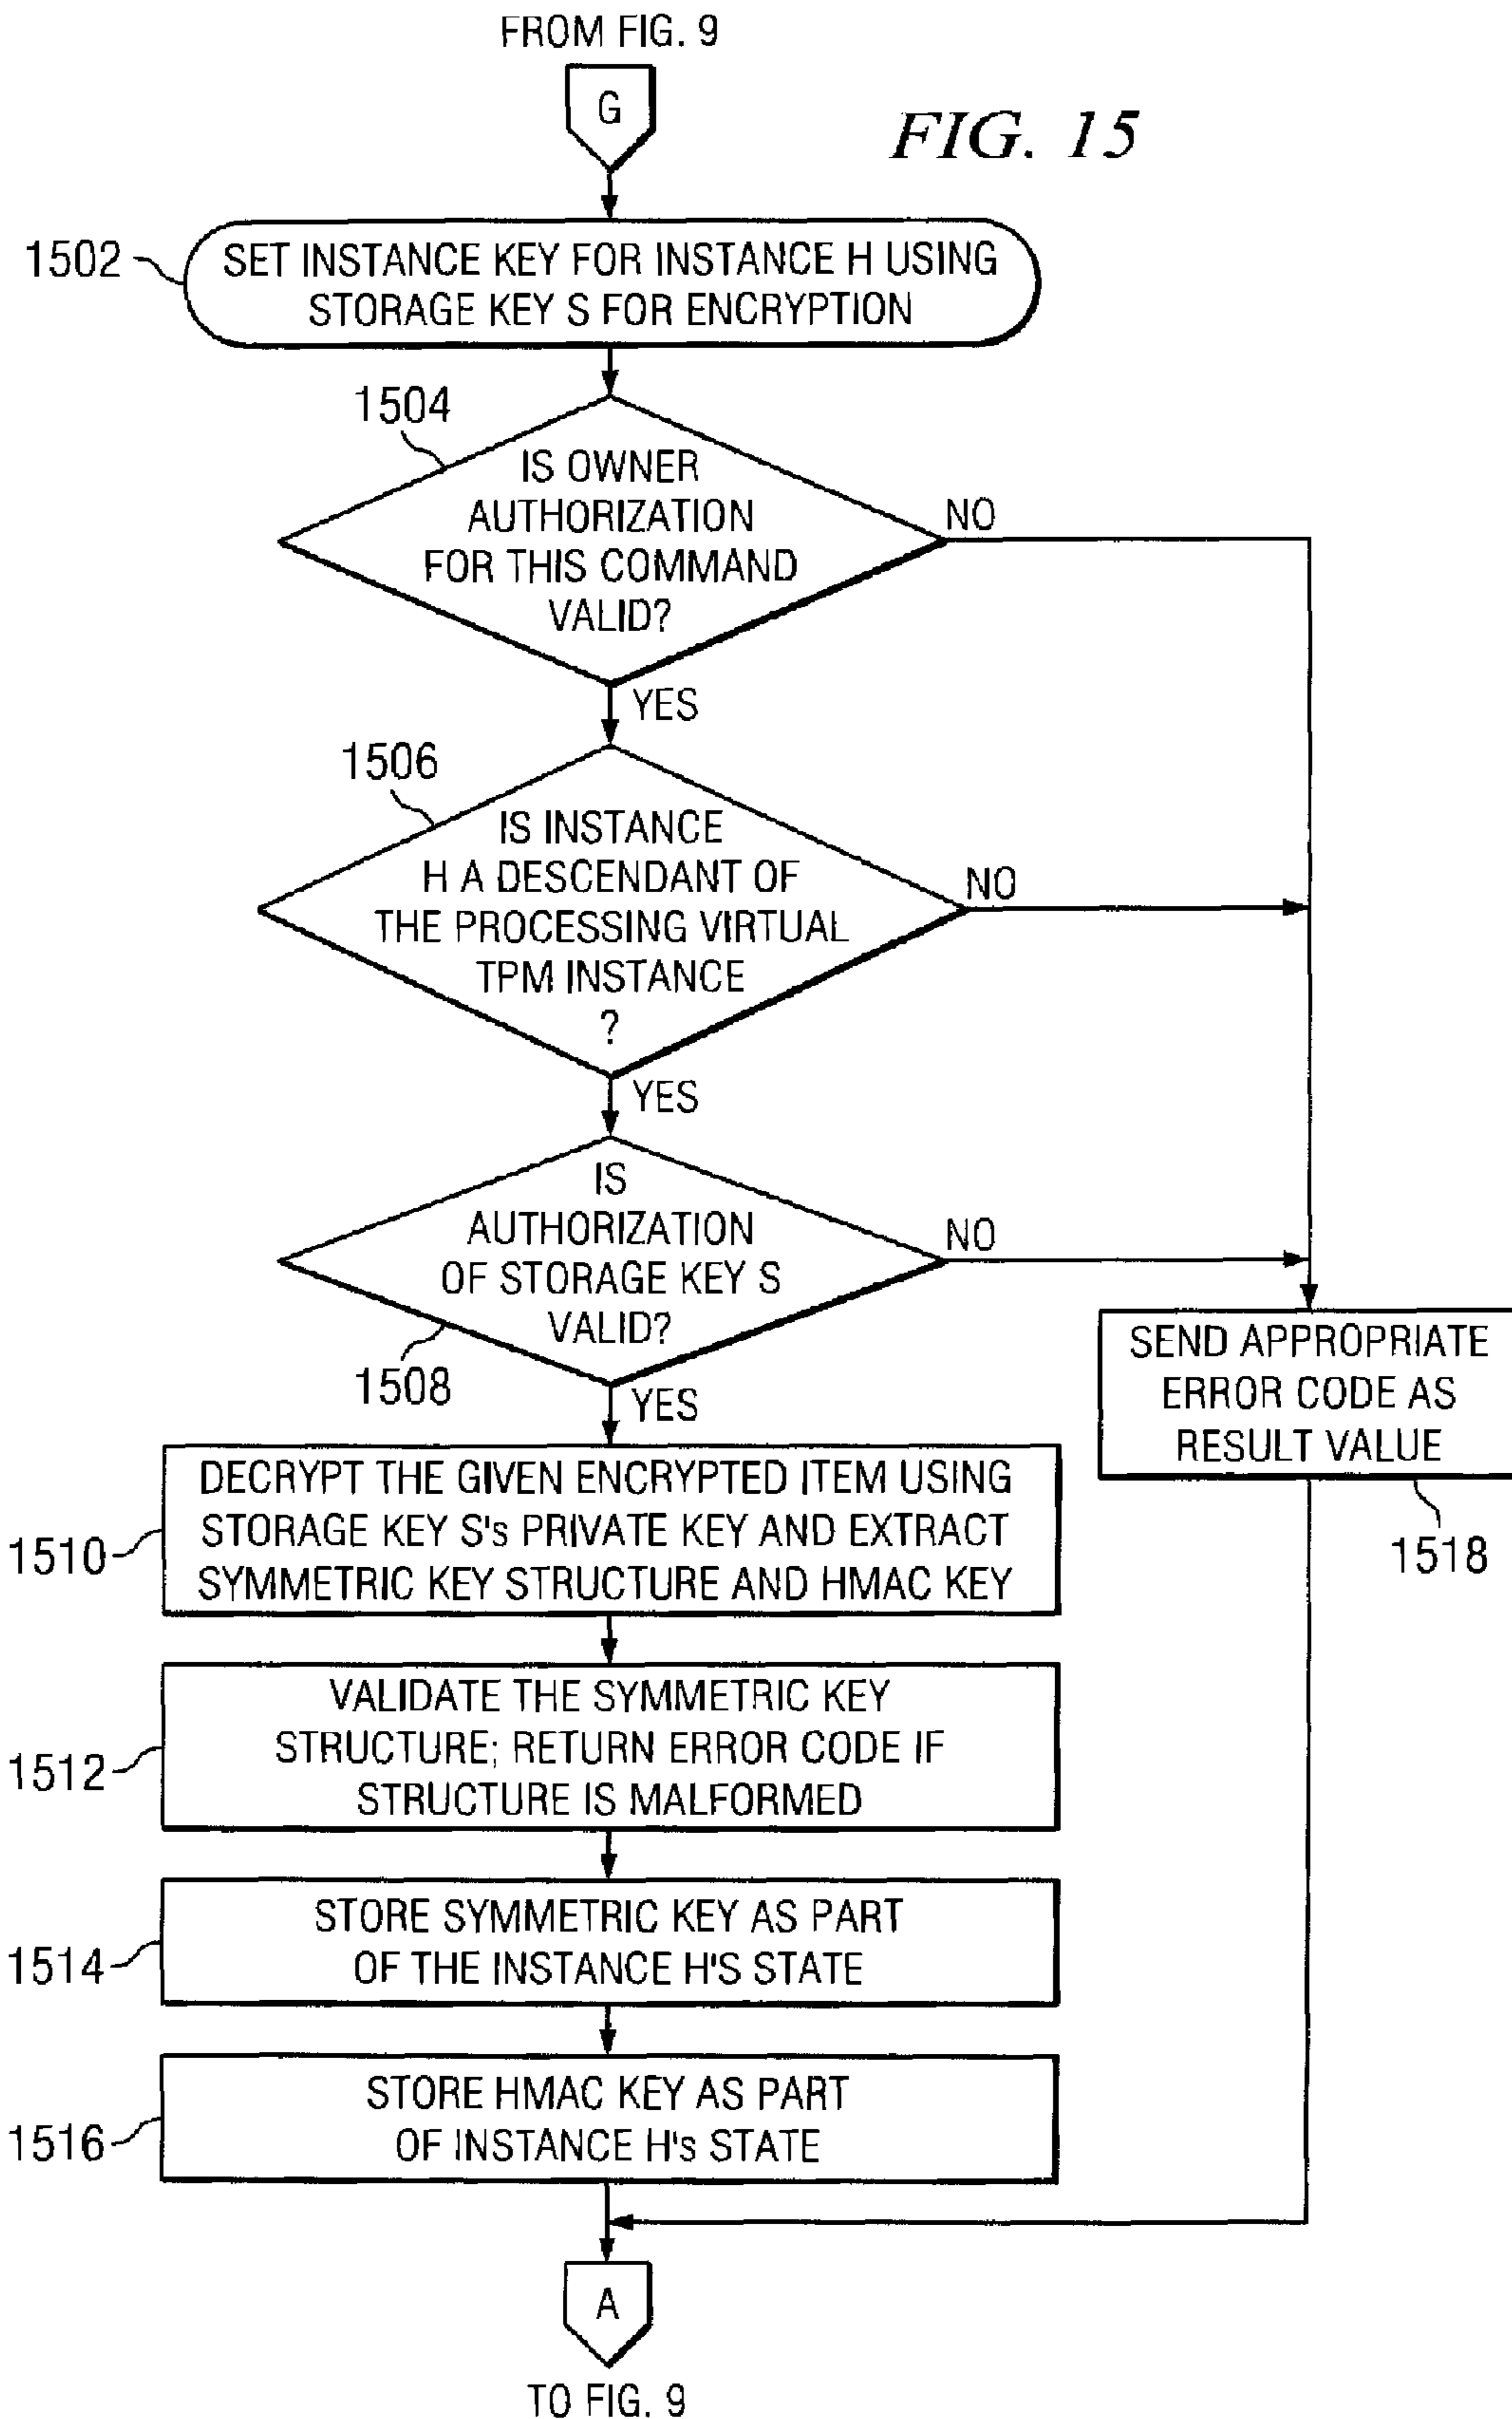 FROM FIG. 9
G
FIG. 15
1502
SET INSTANCE KEY FOR INSTANCE H USING
STORAGE KEY S FOR ENCRYPTION
1504
IS OWNER
AUTHORIZATION
FOR THIS COMMAND
VALID?
NO
YES
1506
IS INSTANCE
H A DESCENDANT OF
THE PROCESSING VIRTUAL
TPM INSTANCE
?
NO
YES
IS
AUTHORIZATION
OF STORAGE KEY S
VALID?
NO
1508
YES
SEND APPROPRIATE
ERROR CODE AS
RESULT VALUE
1518
1510
DECRYPT THE GIVEN ENCRYPTED ITEM USING
STORAGE KEY S's PRIVATE KEY AND EXTRACT
SYMMETRIC KEY STRUCTURE AND HMAC KEY
1512
VALIDATE THE SYMMETRIC KEY
STRUCTURE; RETURN ERROR CODE IF
STRUCTURE IS MALFORMED
1514
STORE SYMMETRIC KEY AS PART
OF THE INSTANCE H'S STATE
1516
STORE HMAC KEY AS PART
OF INSTANCE H's STATE
A
TO FIG. 9